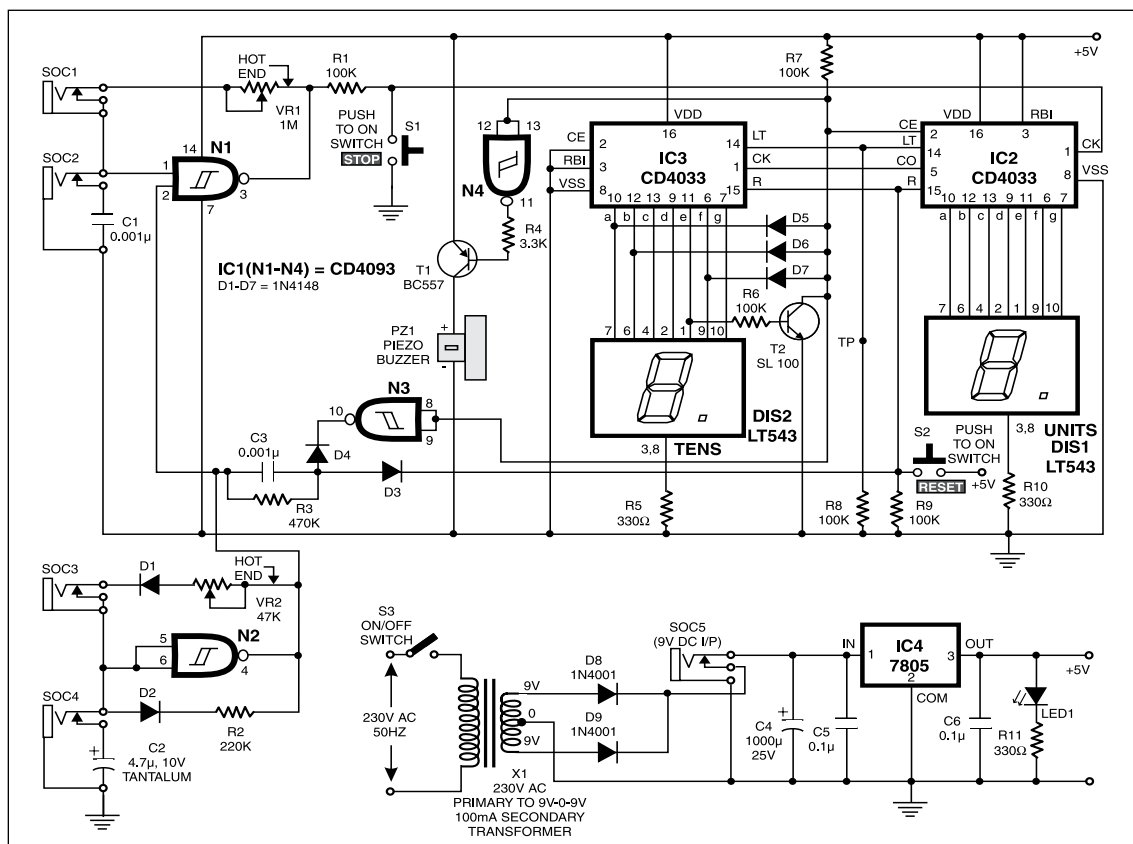 SOC1
HOT
END
VR1
1M
R1
100K
PUSH
TO ON
SWITCH
STOP
S1
R7
100K
+5V
SOC2
14
1
2
N1
3
7
C1
0.001µ
IC1(N1-N4) = CD4093
D1-D7 = 1N4148
12
13
N4
11
R4
3.3K
T1
BC557
PZ1
PIEZO
BUZZER
+
-
VDD
16
CE
2
RBI
3
VSS
8
IC3
CD4033
14
LT
1
CK
15
R
10 12 13 9 11 6 7
a b c d e f g
D5
D6
D7
R6
100K
T2
SL 100
7 6 4 2 1 9 10
DIS2
LT543
TENS
3,8
R5
330Ω
VDD
RBI
16
3
CE
2
LT
14
CO
5
R
15
IC2
CD4033
1
CK
8
VSS
10 12 13 9 11 6 7
a b c d e f g
7 6 4 2 1 9 10
TP
3,8
UNITS
DIS1
LT543
R10
330Ω
S2
PUSH
TO ON
SWITCH
RESET
+5V
R8
100K
R9
100K
N3
10
8
9
C3
0.001µ
D4
D3
R3
470K
SOC3
D1
HOT
END
VR2
47K
N2
5
6
4
SOC4
D2
R2
220K
+
C2
4.7µ, 10V
TANTALUM
S3
ON/OFF
SWITCH
230V AC
50HZ
9V
0
9V
X1
230V AC
PRIMARY TO 9V-0-9V
100mA SECONDARY
TRANSFORMER
D8
1N4001
D9
1N4001
SOC5
(9V DC I/P)
+
C4
1000µ
25V
C5
0.1µ
IN
1
IC4
7805
2
COM
3
OUT
+5V
C6
0.1µ
LED1
R11
330Ω